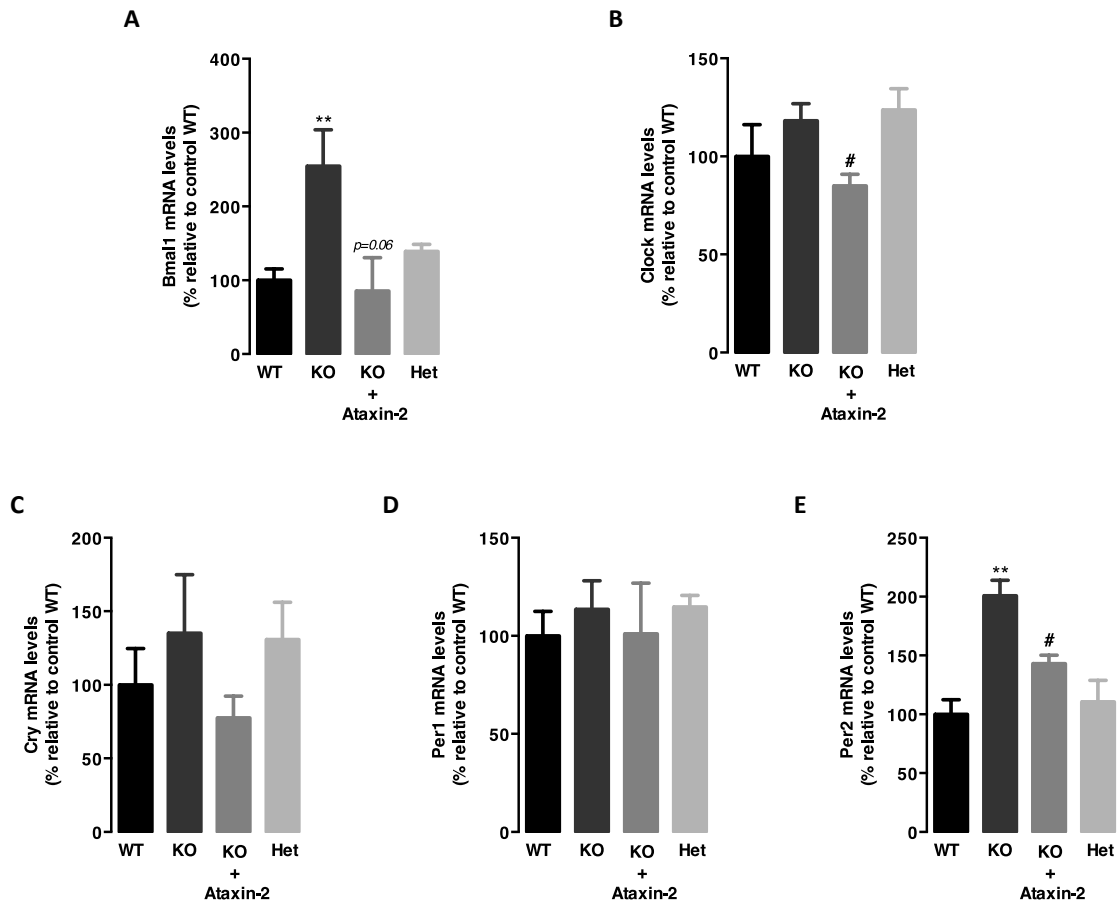 A
Bmal1 mRNA levels
(% relative to control WT)
400
300
200
100
0
**
p=0.06
WT
KO
KO
+
Ataxin-2
Het
B
Clock mRNA levels
(% relative to control WT)
150
100
50
0
#
WT
KO
KO
+
Ataxin-2
Het
C
Cry mRNA levels
(% relative to control WT)
200
150
100
50
0
WT
KO
KO
+
Ataxin-2
Het
D
Per1 mRNA levels
(% relative to control WT)
150
100
50
0
WT
KO
KO
+
Ataxin-2
Het
E
Per2 mRNA levels
(% relative to control WT)
250
200
150
100
50
0
**
#
WT
KO
KO
+
Ataxin-2
Het